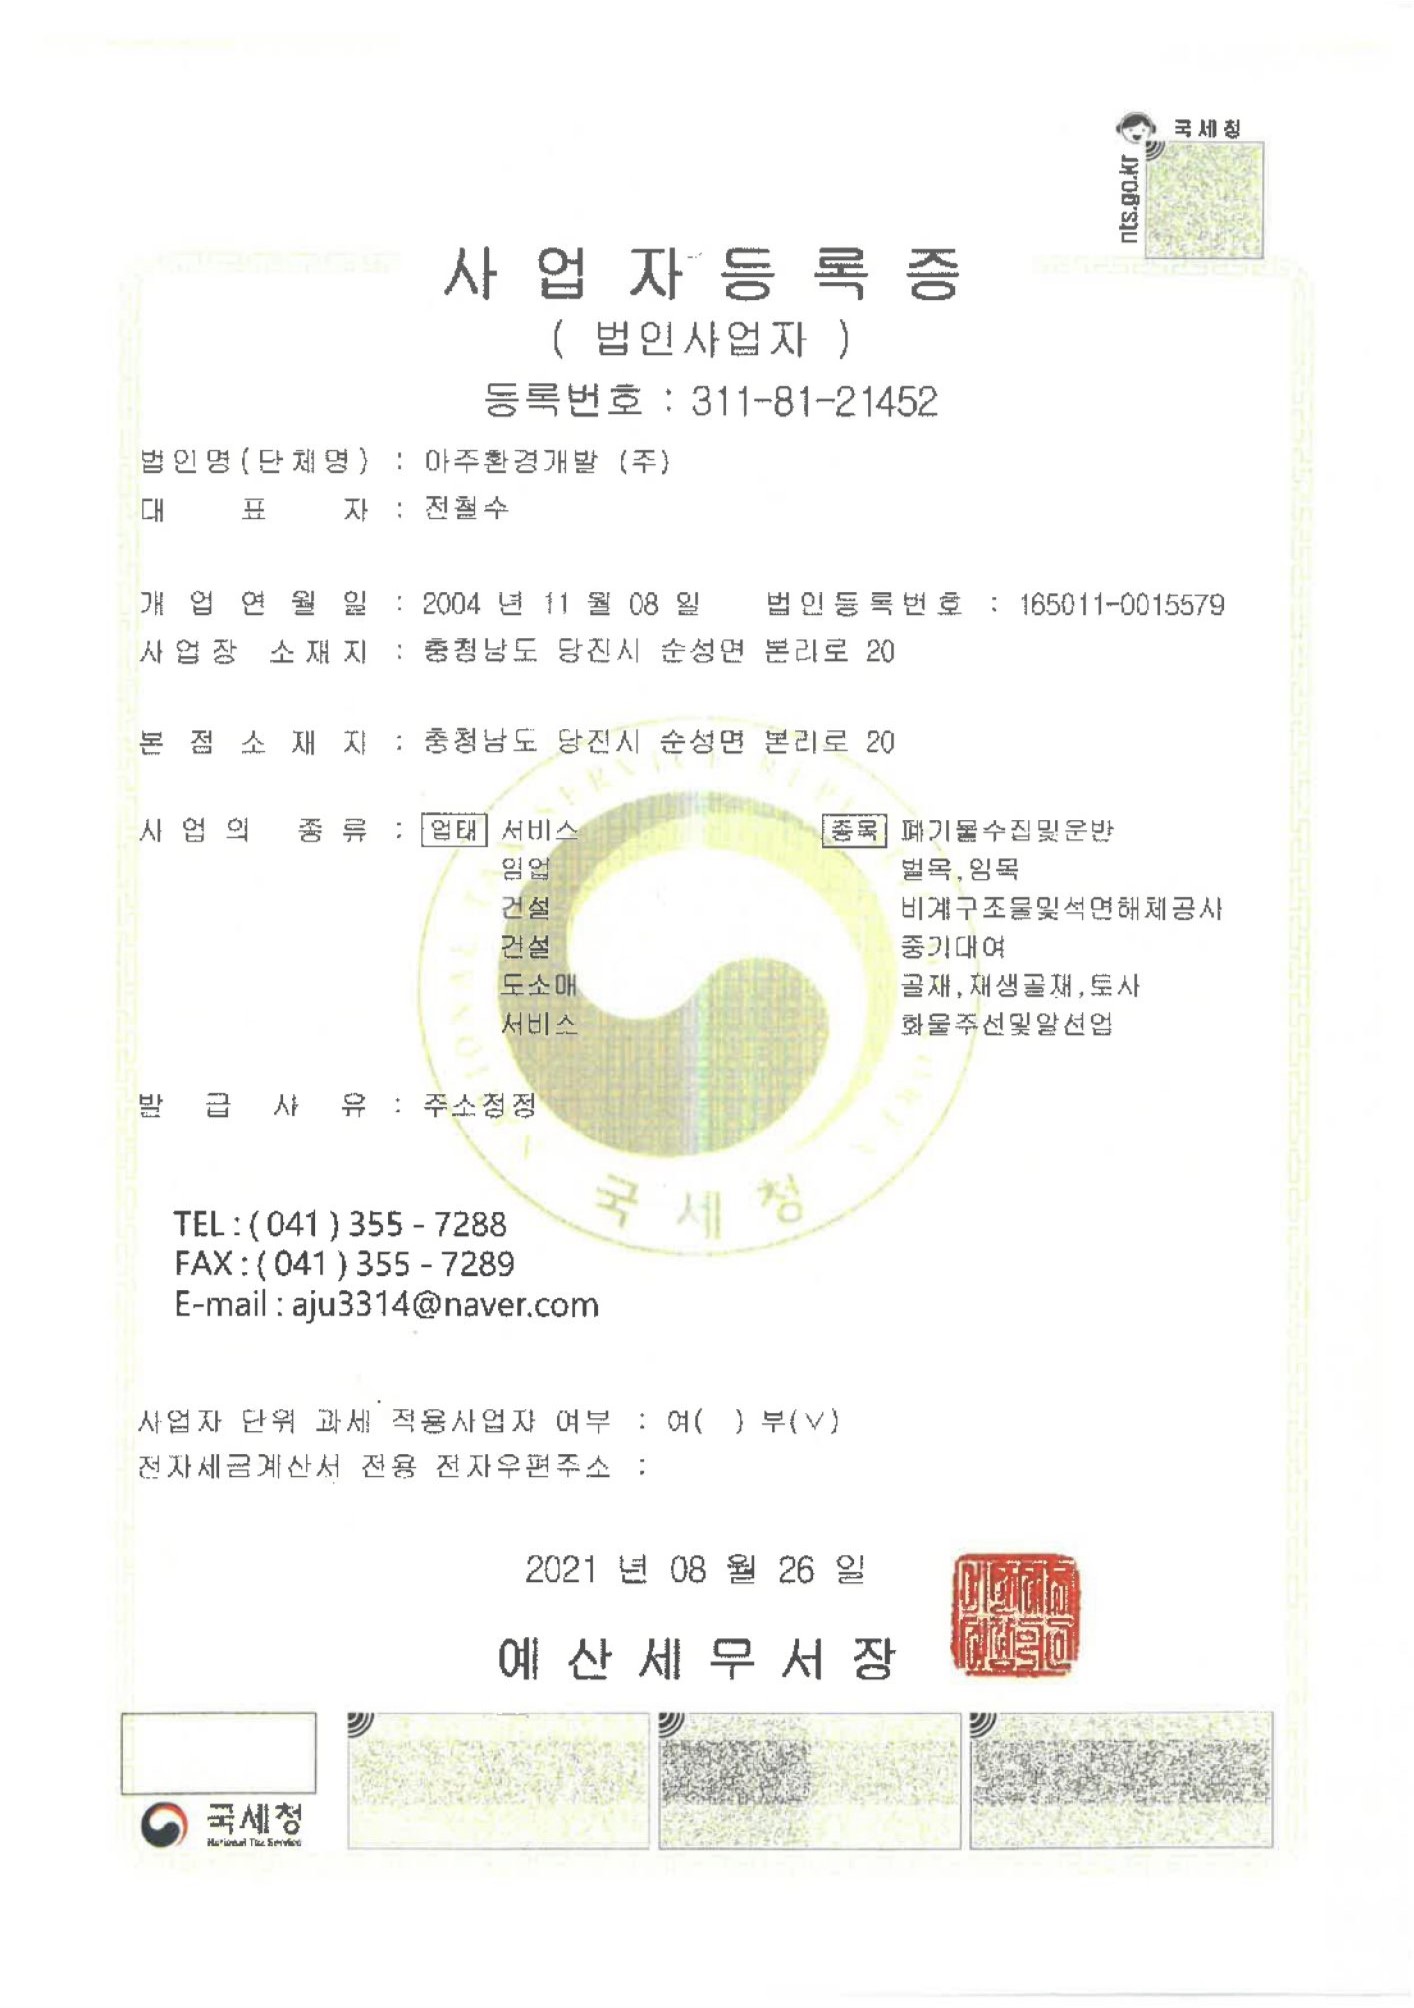 국세청
nts.go.kr
사업자등록증
( 법인사업자 )
등록번호 : 311-81-21452
법인명(단체명) : 아주환경개발 (주)
대 표 자 : 전철수
개 업 연 월 일 : 2004 년 11 월 08 일 법인등록번호 : 165011-0015579
사업장 소재지 : 충청남도 당진시 순성면 본리로 20
본 점 소 재 지 : 충청남도 당진시 순성면 본리로 20
사 업 의 종 류 : 업태 서비스 종목 폐기물수집및운반
임업 벌목,임목
건설 비계구조물및석면해체공사
건설 중기대여
도소매 골재,재생골재,토사
서비스 화물주선및알선업
발 급 사 유 : 주소정정
국세청
TEL : ( 041 ) 355 - 7288
FAX : ( 041 ) 355 - 7289
E-mail : aju3314@naver.com
사업자 단위 과세 적용사업자 여부 : 여( ) 부(∨)
전자세금계산서 전용 전자우편주소 :
2021 년 08 월 26 일
예산세무서장
국세청
National Tax Service